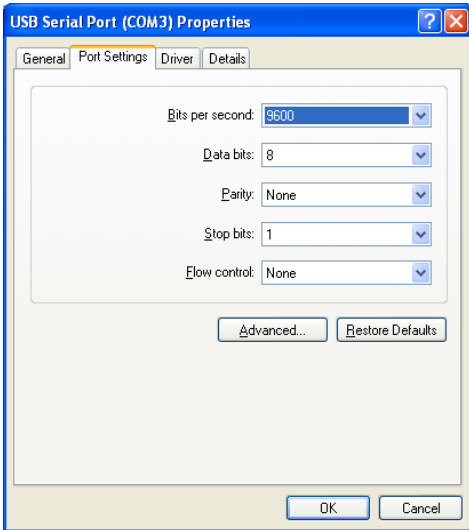 USB Serial Port (COM3) Properties
General Port Settings Driver Details
Bits per second: 9600
Data bits: 8
Parity: None
Stop bits: 1
Flow control: None
Advanced... Restore Defaults
OK Cancel